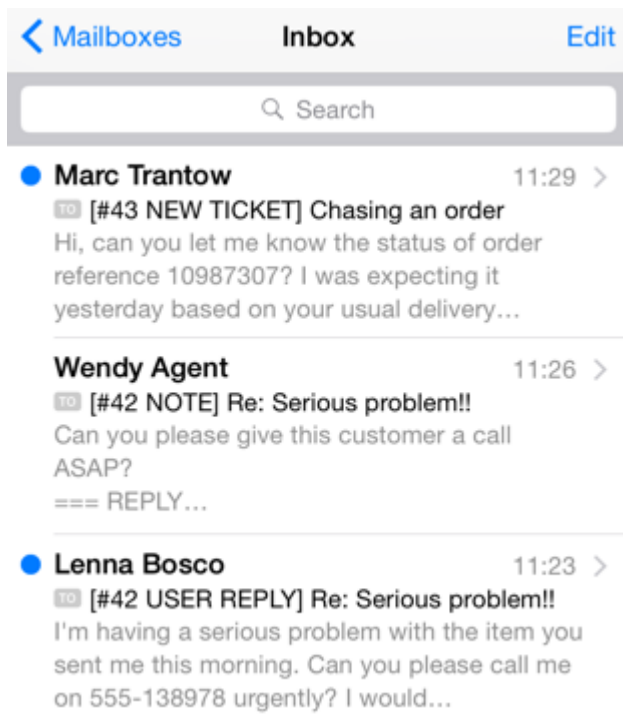 Mailboxes Inbox Edit
Search
Marc Trantow 11:29
TO [#43 NEW TICKET] Chasing an order
Hi, can you let me know the status of order
reference 10987307? I was expecting it
yesterday based on your usual delivery...
Wendy Agent 11:26
TO [#42 NOTE] Re: Serious problem!!
Can you please give this customer a call
ASAP?
=== REPLY...
Lenna Bosco 11:23
TO [#42 USER REPLY] Re: Serious problem!!
I'm having a serious problem with the item you
sent me this morning. Can you please call me
on 555-138978 urgently? I would...